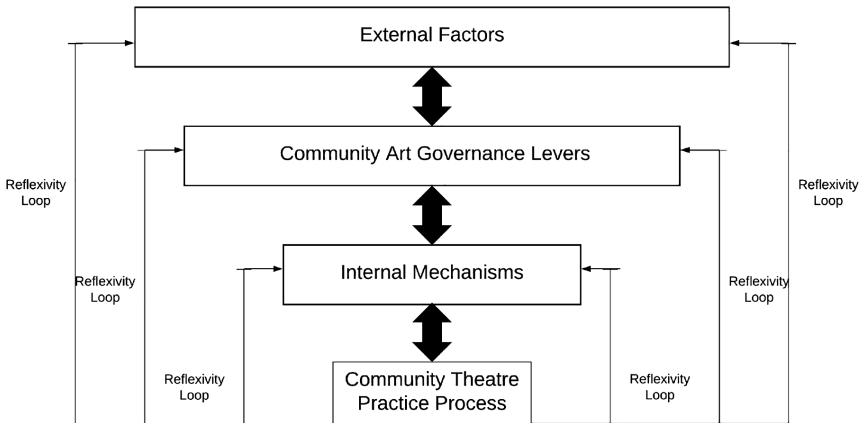 External Factors
Community Art Governance Levers
Reflexivity
Loop
Reflexivity
Loop
Internal Mechanisms
Reflexivity
Loop
Reflexivity
Loop
Community Theatre
Practice Process
Reflexivity
Loop
Reflexivity
Loop